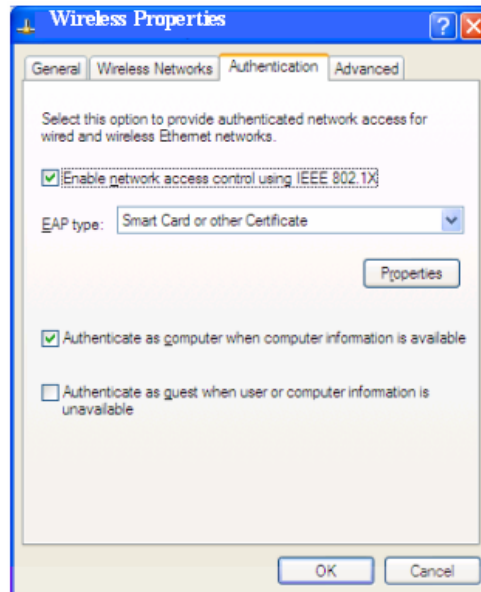 Wireless Properties
General Wireless Networks Authentication Advanced
Select this option to provide authenticated network access for
wired and wireless Ethernet networks.
Enable network access control using IEEE 802.1X
EAP type: Smart Card or other Certificate
Properties
Authenticate as computer when computer information is available
Authenticate as guest when user or computer information is
unavailable
OK Cancel